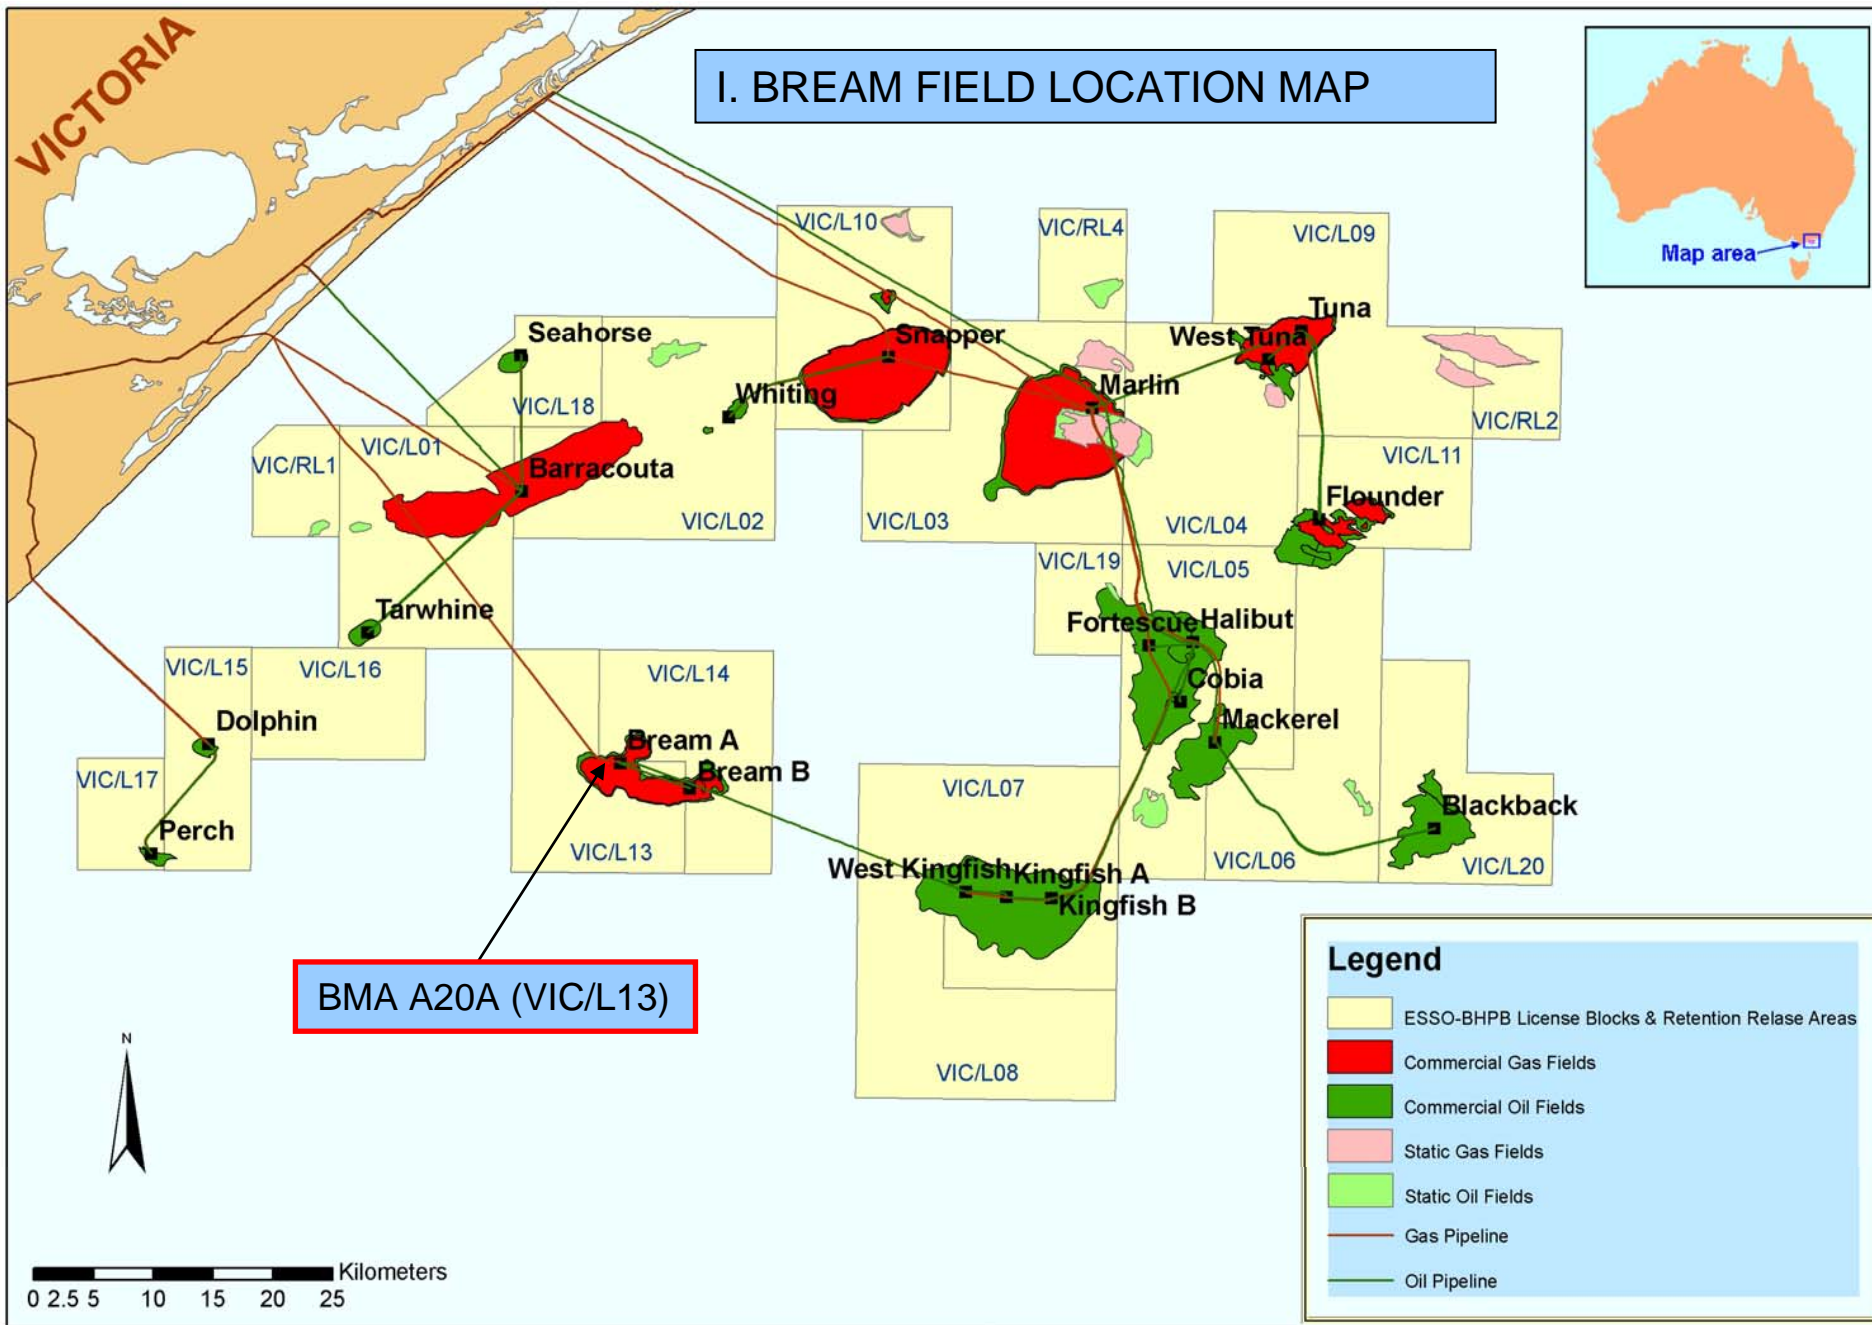 VICTORIA
I. BREAM FIELD LOCATION MAP
Map area
VIC/L10
VIC/RL4
VIC/L09
Seahorse
Snapper
Tuna
West Tuna
Whiting
Marlin
VIC/L18
VIC/RL2
VIC/L01
VIC/RL1
Barracouta
VIC/L11
Flounder
VIC/L02
VIC/L03
VIC/L04
VIC/L19
VIC/L05
Tarwhine
Fortescue
Halibut
VIC/L15
VIC/L16
VIC/L14
Cobia
Dolphin
Mackerel
Bream A
Bream B
VIC/L17
VIC/L07
Perch
Blackback
VIC/L13
VIC/L06
VIC/L20
West Kingfish
Kingfish A
Kingfish B
BMA A20A (VIC/L13)
VIC/L08
N
Kilometers
0 2.5 5 10 15 20 25
Legend
ESSO-BHPB License Blocks & Retention Relase Areas
Commercial Gas Fields
Commercial Oil Fields
Static Gas Fields
Static Oil Fields
Gas Pipeline
Oil Pipeline